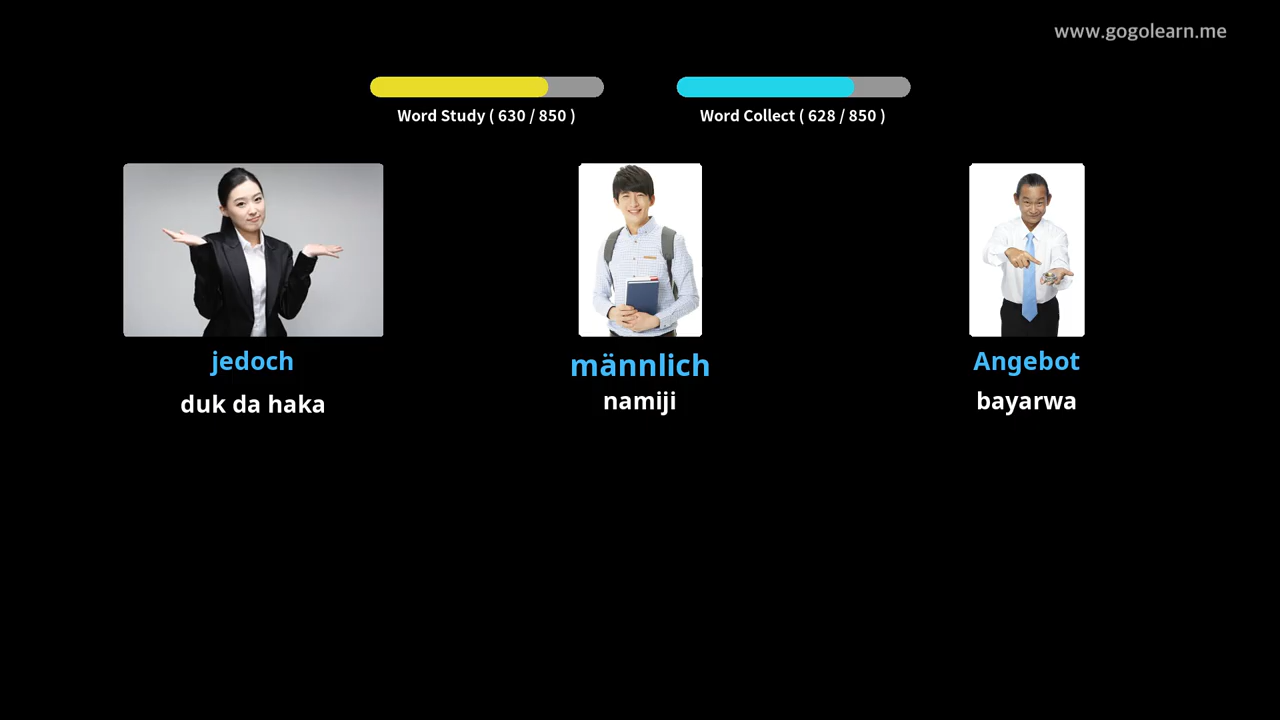 www.gogolearn.me
Word Study ( 630 / 850 )
Word Collect ( 628 / 850 )
jedoch
duk da haka
männlich
namiji
Angebot
bayarwa